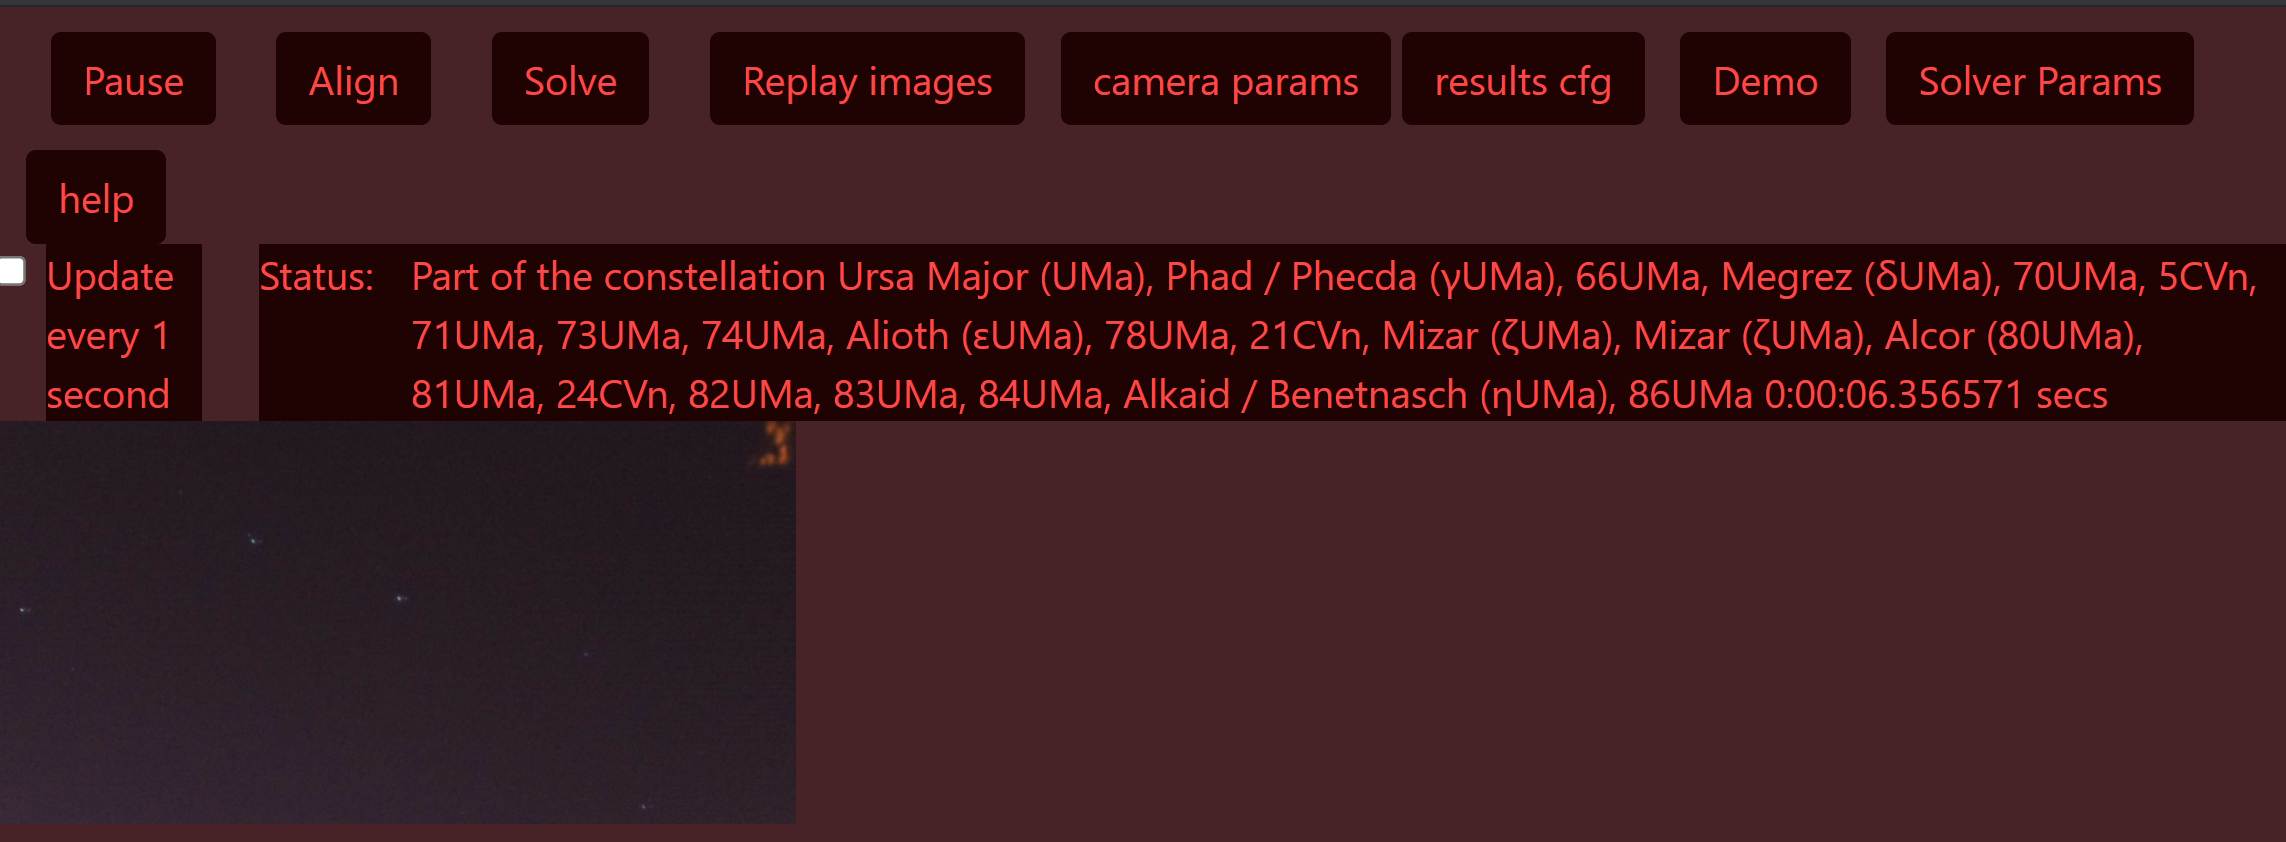 Pause Align Solve Replay images camera params results cfg Demo Solver Params
help
Update every 1 second
Status: Part of the constellation Ursa Major (UMa), Phad / Phecda (γUMa), 66UMa, Megrez (δUMa), 70UMa, 5CVn,
71UMa, 73UMa, 74UMa, Alioth (εUMa), 78UMa, 21CVn, Mizar (ζUMa), Mizar (ζUMa), Alcor (80UMa),
81UMa, 24CVn, 82UMa, 83UMa, 84UMa, Alkaid / Benetnasch (ηUMa), 86UMa 0:00:06.356571 secs